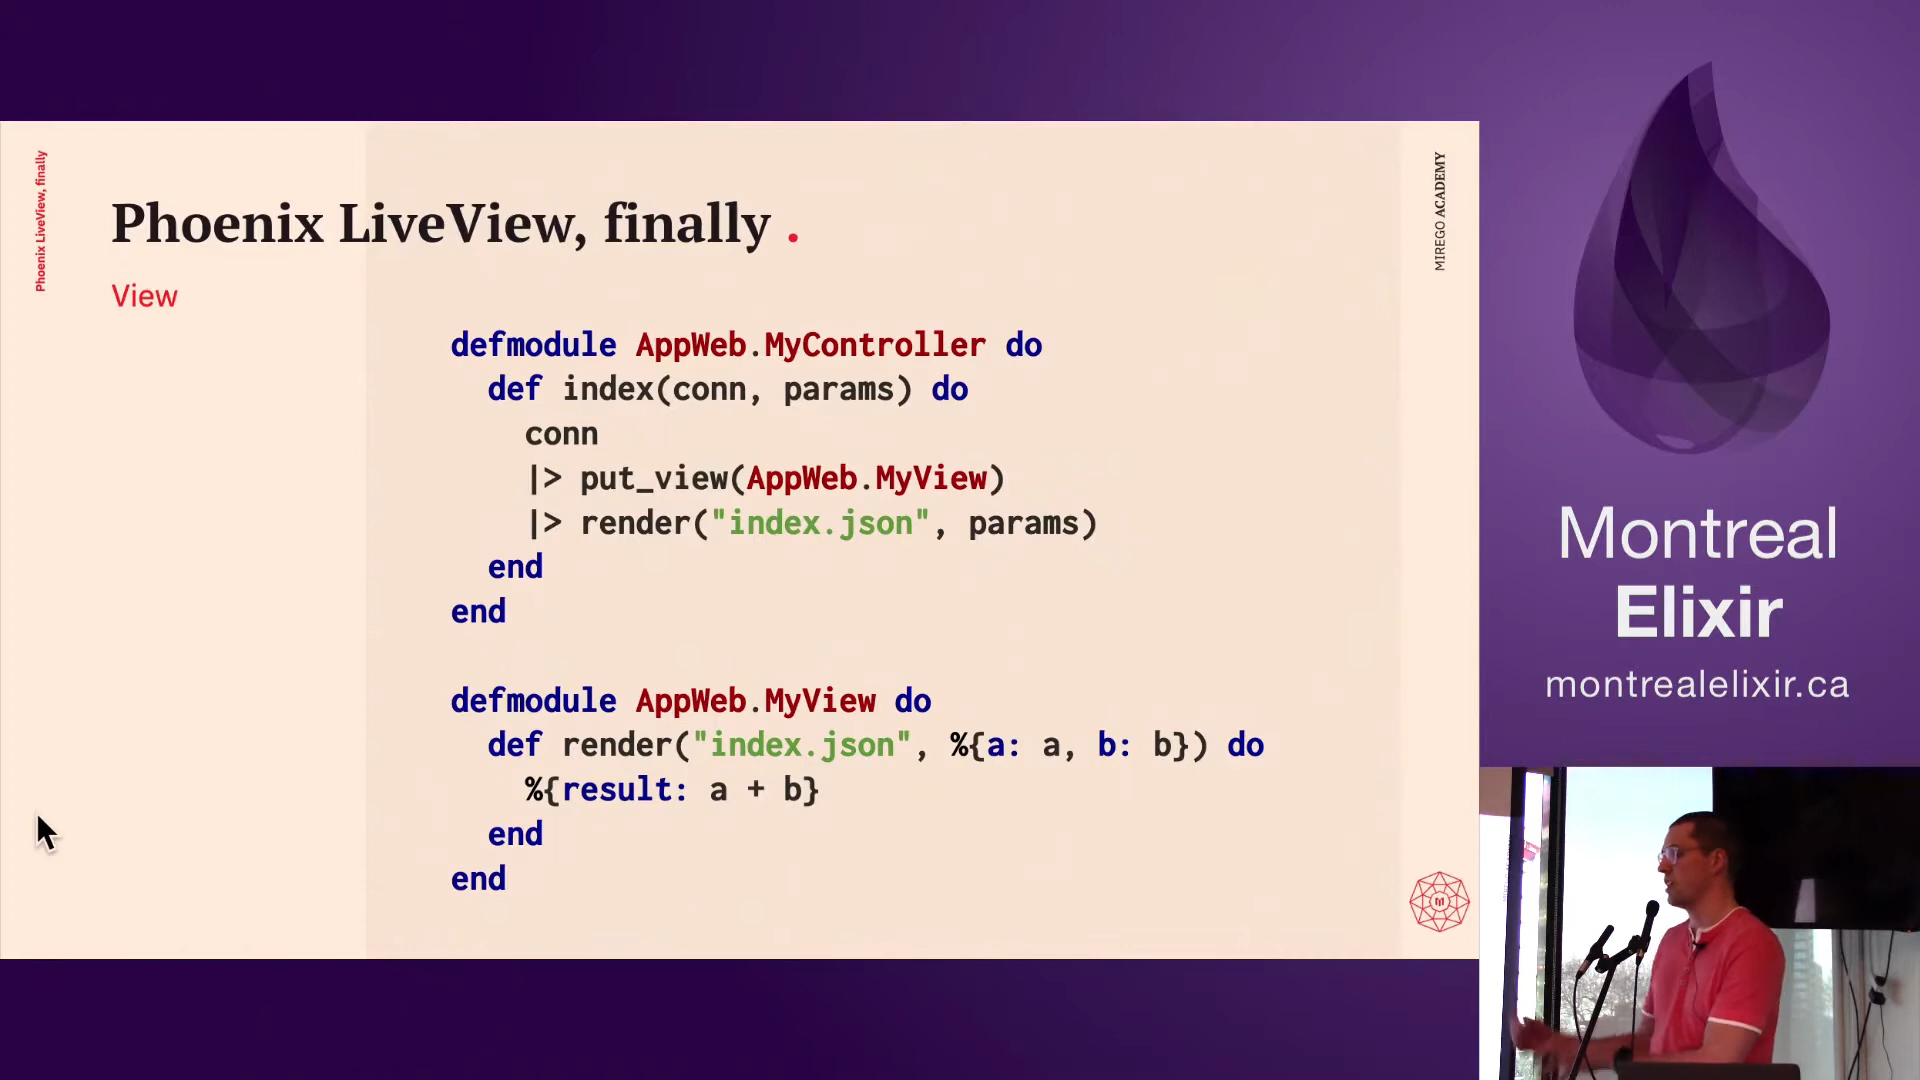 Phoenix LiveView, finally
Phoenix LiveView, finally .
View
defmodule AppWeb.MyController do
  def index(conn, params) do
    conn
    |> put_view(AppWeb.MyView)
    |> render("index.json", params)
  end
end
defmodule AppWeb.MyView do
  def render("index.json", %{a: a, b: b}) do
    %{result: a + b}
  end
end
MIREGO ACADEMY
Montreal
Elixir
montrealelixir.ca